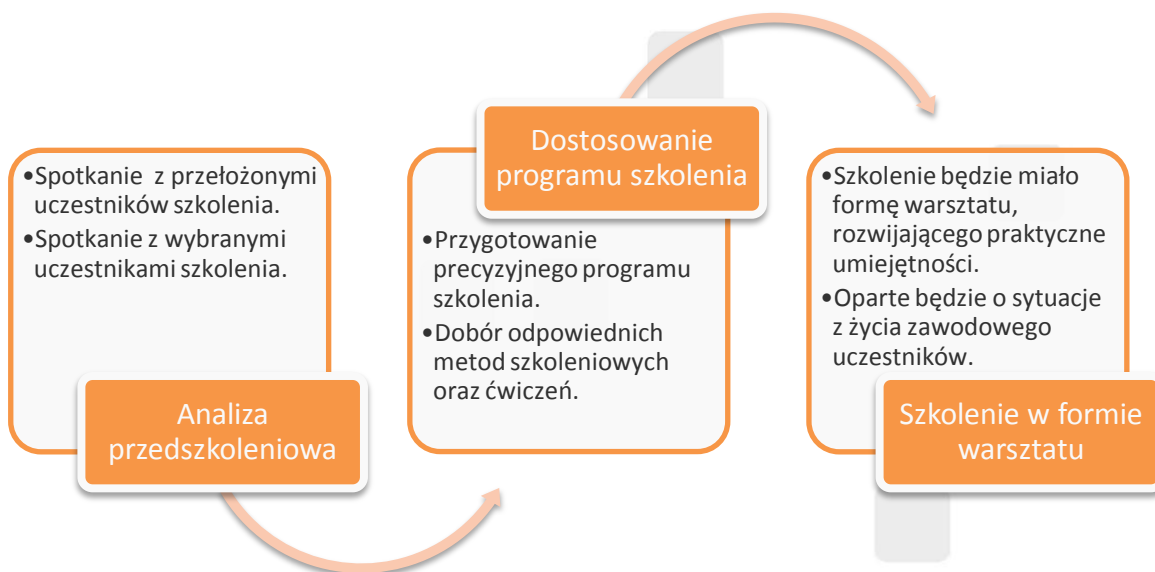 •Spotkanie z przełożonymi
uczestników szkolenia.
•Spotkanie z wybranymi
uczestnikami szkolenia.
Analiza
przedszkoleniowa
Dostosowanie
programu szkolenia
•Przygotowanie
precyzyjnego programu
szkolenia.
•Dobór odpowiednich
metod szkoleniowych
oraz ćwiczeń.
•Szkolenie będzie miało
formę warsztatu,
rozwijającego praktyczne
umiejętności.
•Oparte będzie o sytuacje
z życia zawodowego
uczestników.
Szkolenie w formie
warsztatu